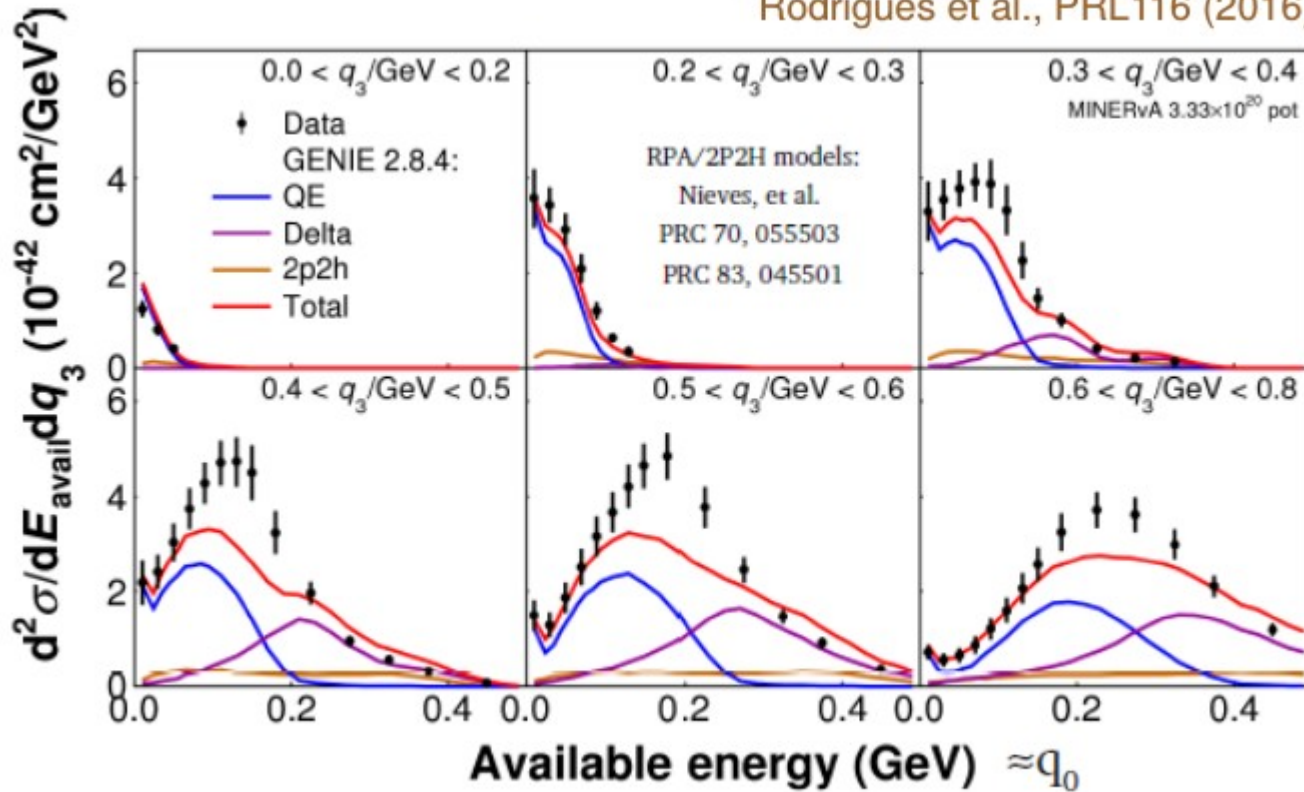 Rodrigues et al., PRL116 (2016)
d²σ/dE_avail dq₃ (10⁻⁴² cm²/GeV²)
0.0 < q₃/GeV < 0.2
0.2 < q₃/GeV < 0.3
0.3 < q₃/GeV < 0.4
MINERvA 3.33×10²⁰ pot
6
4
2
0
Data
GENIE 2.8.4:
QE
Delta
2p2h
Total
RPA/2P2H models:
Nieves, et al.
PRC 70, 055503
PRC 83, 045501
0.4 < q₃/GeV < 0.5
0.5 < q₃/GeV < 0.6
0.6 < q₃/GeV < 0.8
6
4
2
0
0.0 0.2 0.4 0.0 0.2 0.4 0.0 0.2 0.4
Available energy (GeV) ≈q₀